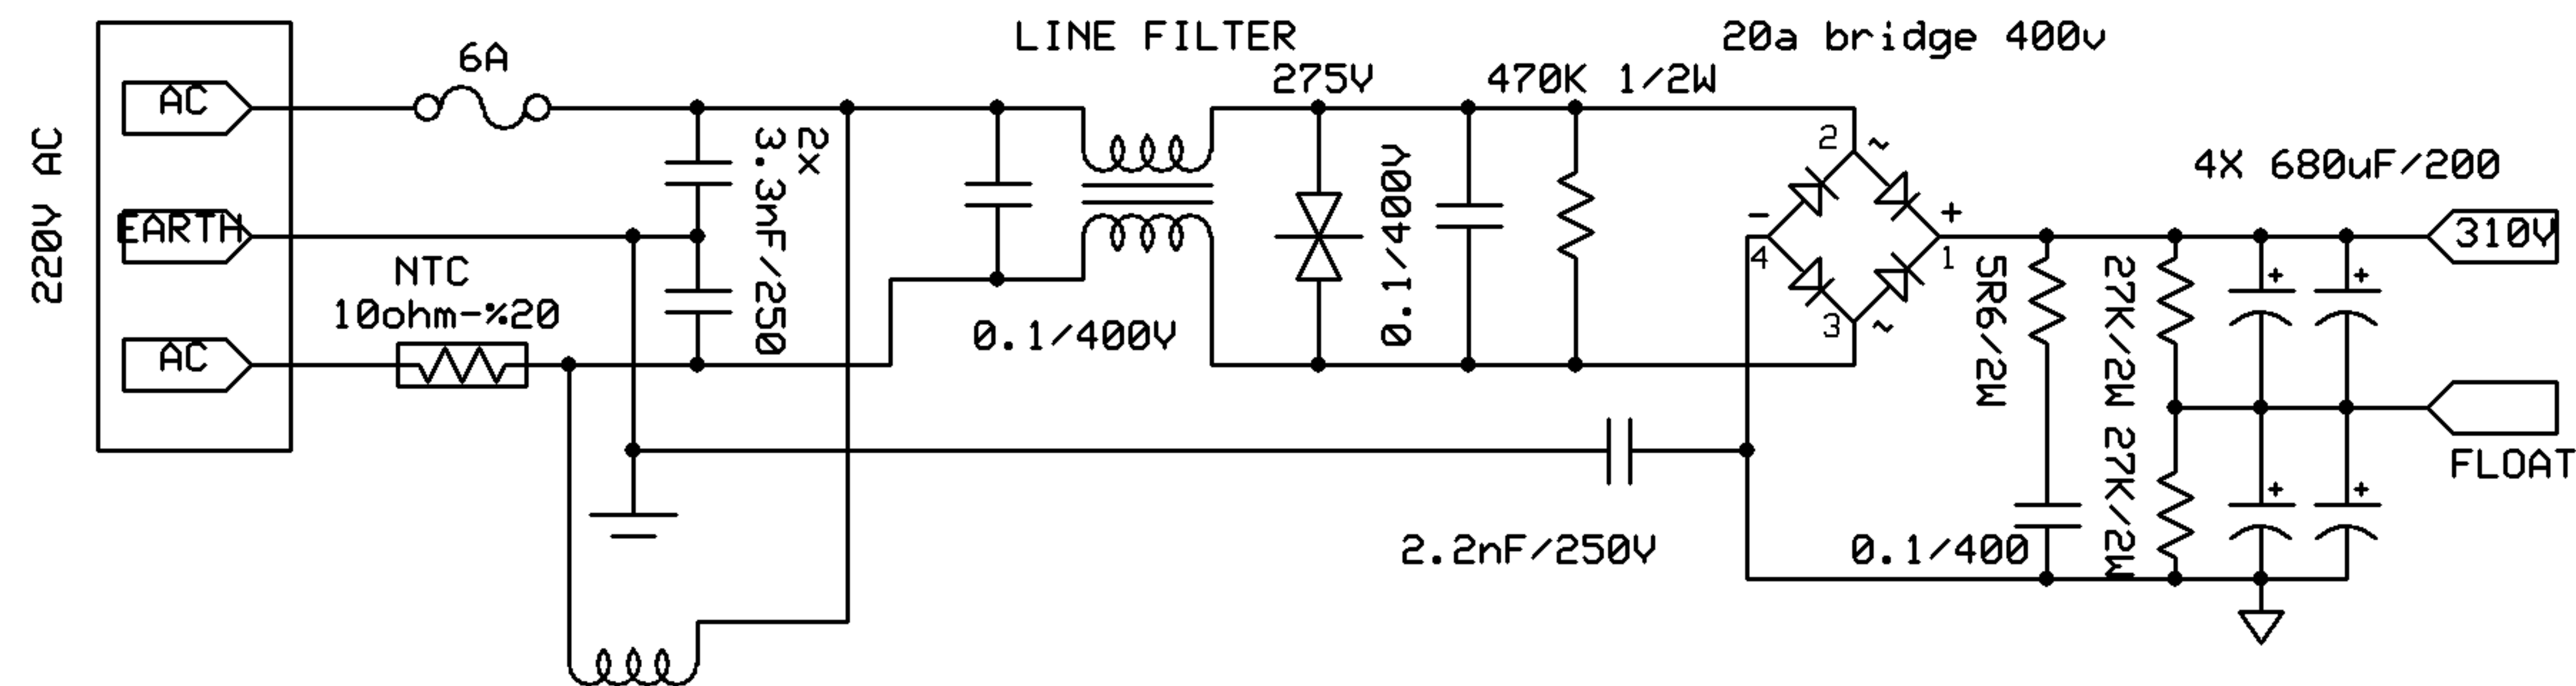 LINE FILTER
20a bridge 400v
6A
275V
470K 1/2W
AC
220V AC
2x
3.3nF/250
0.1/400V
2
~
4X 680uF/200
EARTH
-
+
310V
4
1
NTC
10ohm-%20
5R6/2W
27K/2W
27K/2W
+
+
0.1/400V
3
~
AC
FLOAT
+
+
2.2nF/250V
0.1/400